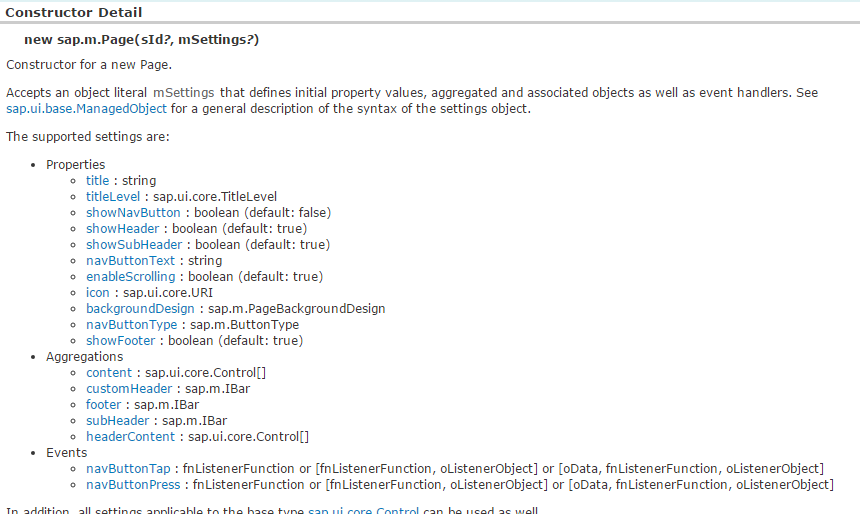 Constructor Detail
new sap.m.Page(sId?, mSettings?)
Constructor for a new Page.
Accepts an object literal mSettings that defines initial property values, aggregated and associated objects as well as event handlers. See
sap.ui.base.ManagedObject for a general description of the syntax of the settings object.
The supported settings are:
• Properties
◦ title : string
◦ titleLevel : sap.ui.core.TitleLevel
◦ showNavButton : boolean (default: false)
◦ showHeader : boolean (default: true)
◦ showSubHeader : boolean (default: true)
◦ navButtonText : string
◦ enableScrolling : boolean (default: true)
◦ icon : sap.ui.core.URI
◦ backgroundDesign : sap.m.PageBackgroundDesign
◦ navButtonType : sap.m.ButtonType
◦ showFooter : boolean (default: true)
• Aggregations
◦ content : sap.ui.core.Control[]
◦ customHeader : sap.m.IBar
◦ footer : sap.m.IBar
◦ subHeader : sap.m.IBar
◦ headerContent : sap.ui.core.Control[]
• Events
◦ navButtonTap : fnListenerFunction or [fnListenerFunction, oListenerObject] or [oData, fnListenerFunction, oListenerObject]
◦ navButtonPress : fnListenerFunction or [fnListenerFunction, oListenerObject] or [oData, fnListenerFunction, oListenerObject]
In addition, all settings applicable to the base type sap.ui.core.Control can be used as well.